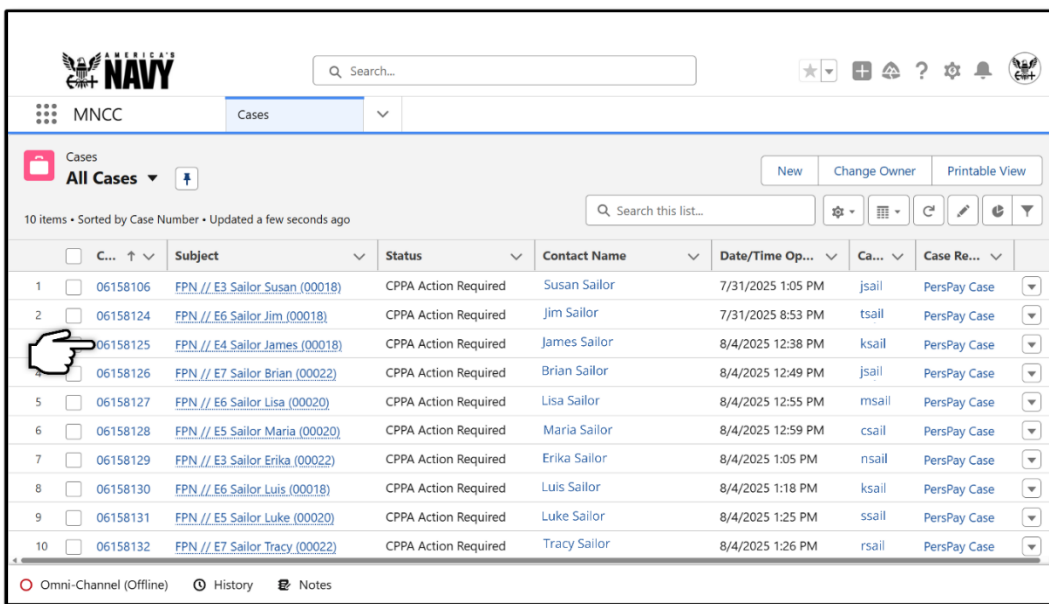 AMERICA'S
NAVY
Search...
MNCC
Cases
Cases
All Cases
New
Change Owner
Printable View
10 items • Sorted by Case Number • Updated a few seconds ago
Search this list...
C... Subject Status Contact Name Date/Time Op... Ca... Case Re...
1 06158106 FPN // E3 Sailor Susan (00018) CPPA Action Required Susan Sailor 7/31/2025 1:05 PM jsail PersPay Case
2 06158124 FPN // E6 Sailor Jim (00018) CPPA Action Required Jim Sailor 7/31/2025 8:53 PM tsail PersPay Case
06158125 FPN // E4 Sailor James (00018) CPPA Action Required James Sailor 8/4/2025 12:38 PM ksail PersPay Case
4 06158126 FPN // E7 Sailor Brian (00022) CPPA Action Required Brian Sailor 8/4/2025 12:49 PM jsail PersPay Case
5 06158127 FPN // E6 Sailor Lisa (00020) CPPA Action Required Lisa Sailor 8/4/2025 12:55 PM msail PersPay Case
6 06158128 FPN // E5 Sailor Maria (00020) CPPA Action Required Maria Sailor 8/4/2025 12:59 PM csail PersPay Case
7 06158129 FPN // E3 Sailor Erika (00022) CPPA Action Required Erika Sailor 8/4/2025 1:05 PM nsail PersPay Case
8 06158130 FPN // E6 Sailor Luis (00018) CPPA Action Required Luis Sailor 8/4/2025 1:18 PM ksail PersPay Case
9 06158131 FPN // E5 Sailor Luke (00020) CPPA Action Required Luke Sailor 8/4/2025 1:25 PM ssail PersPay Case
10 06158132 FPN // E7 Sailor Tracy (00022) CPPA Action Required Tracy Sailor 8/4/2025 1:26 PM rsail PersPay Case
Omni-Channel (Offline) History Notes